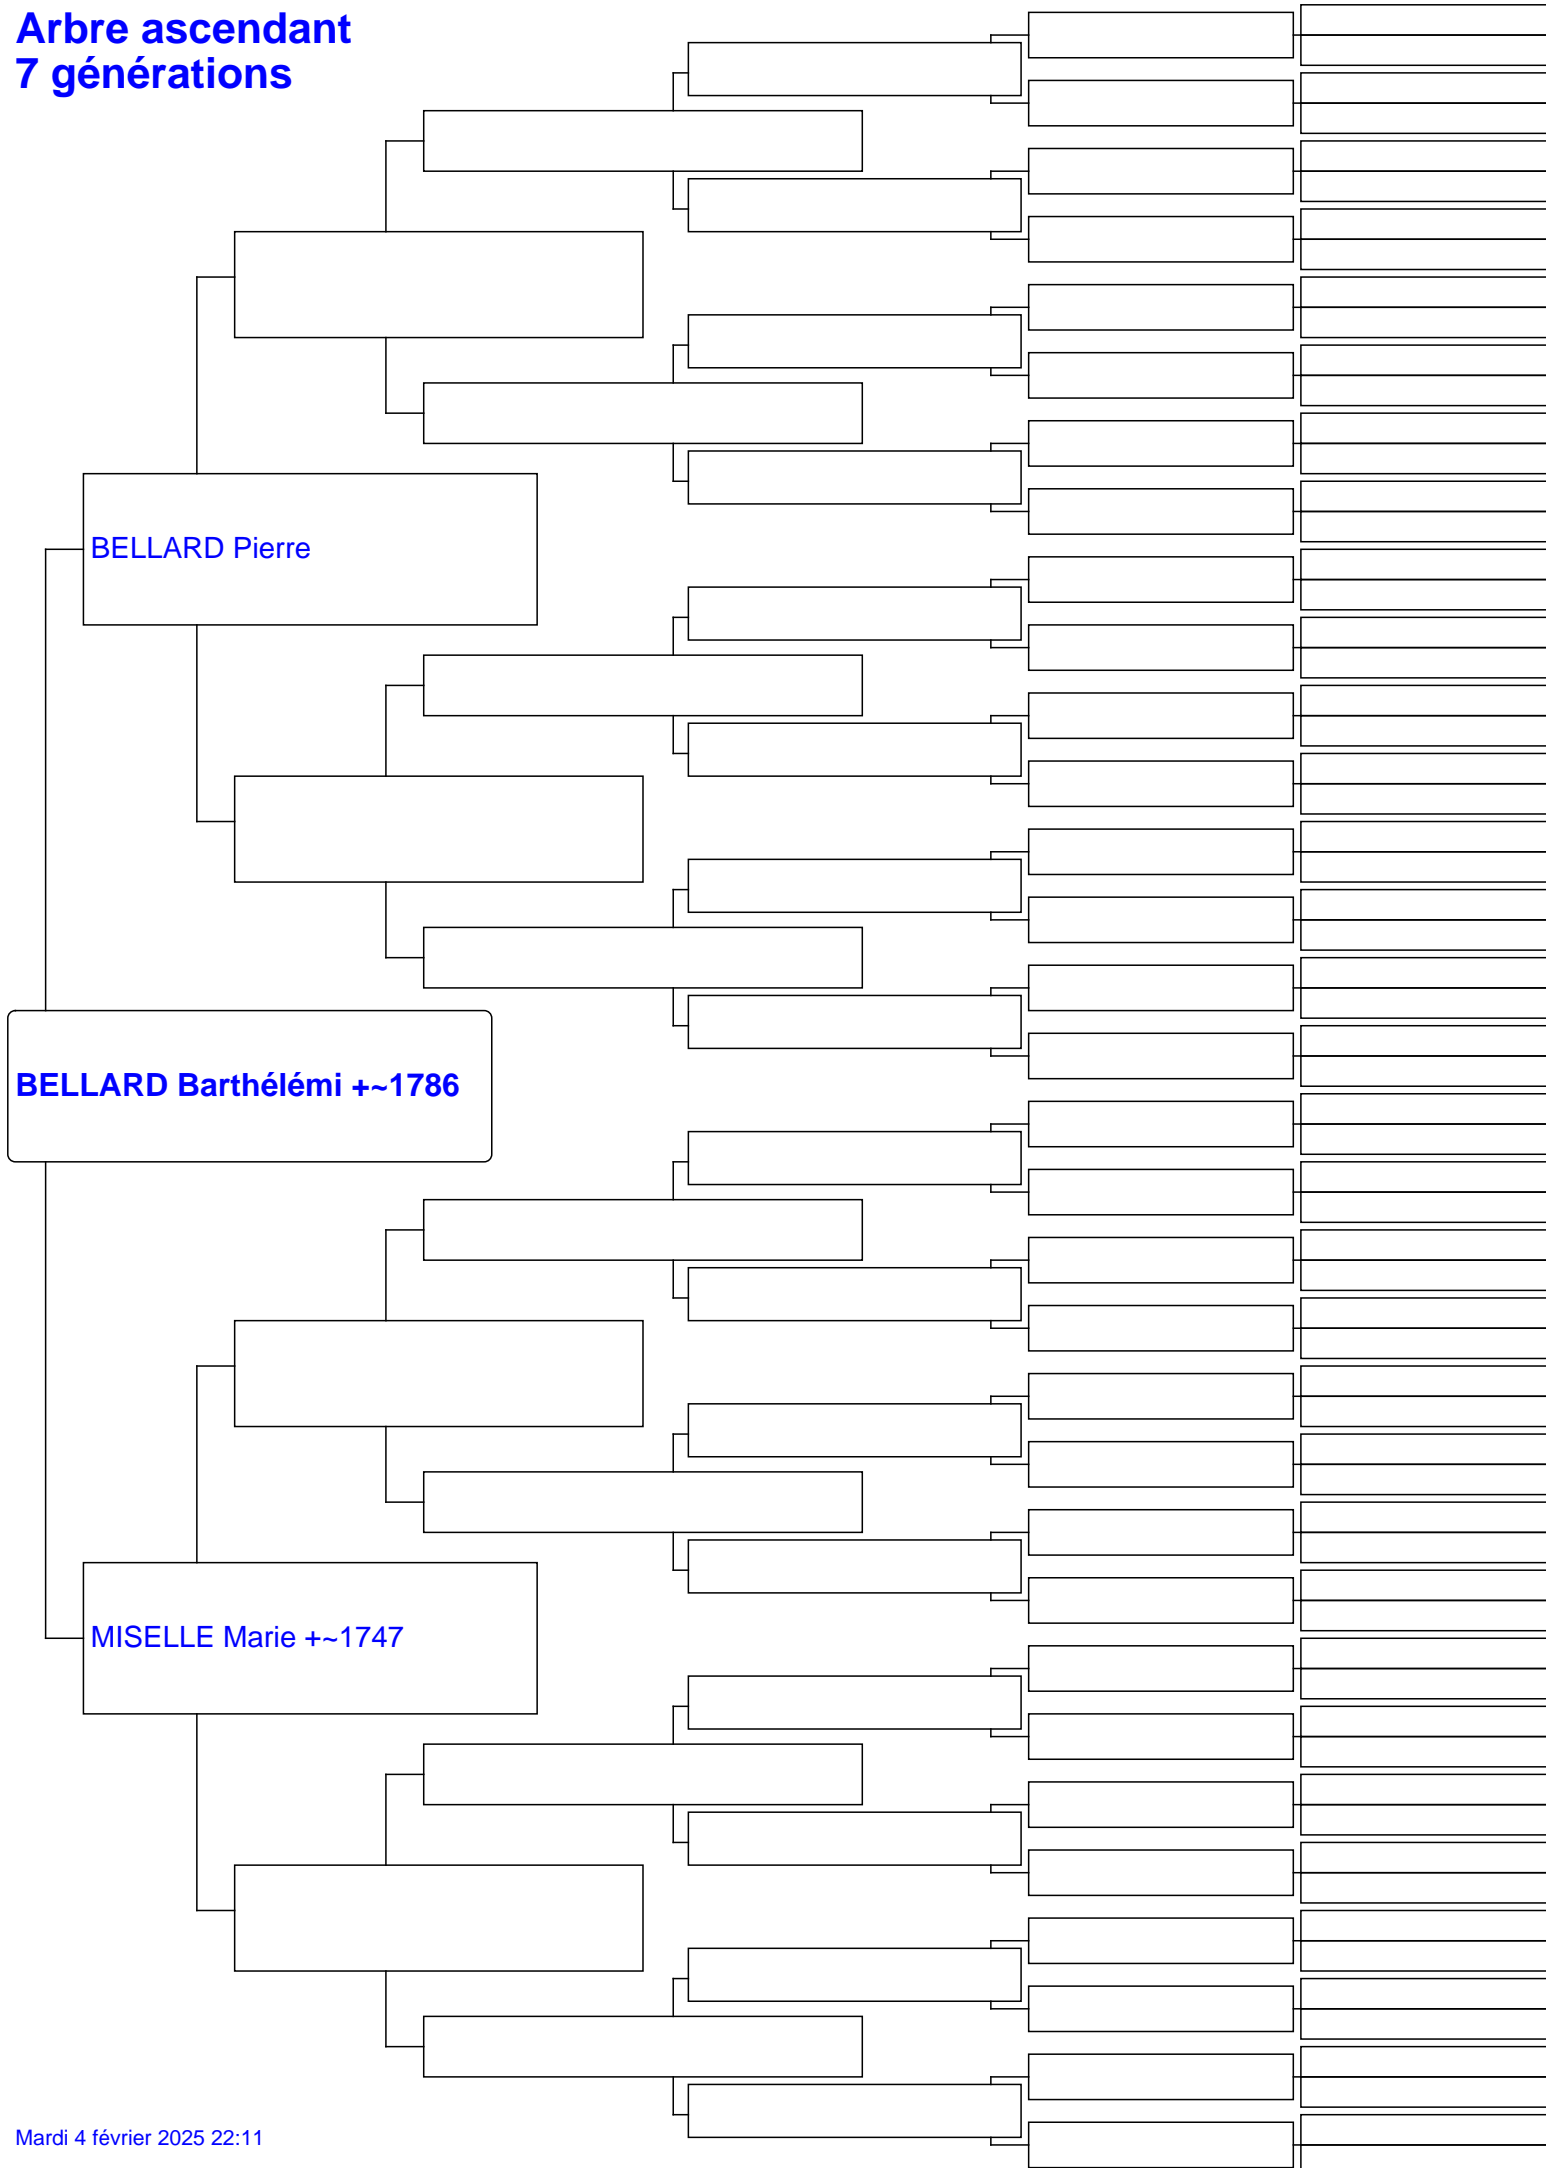 Arbre ascendant
7 générations
BELLARD Pierre
BELLARD Barthélémi +~1786
MISELLE Marie +~1747
Mardi 4 février 2025 22:11